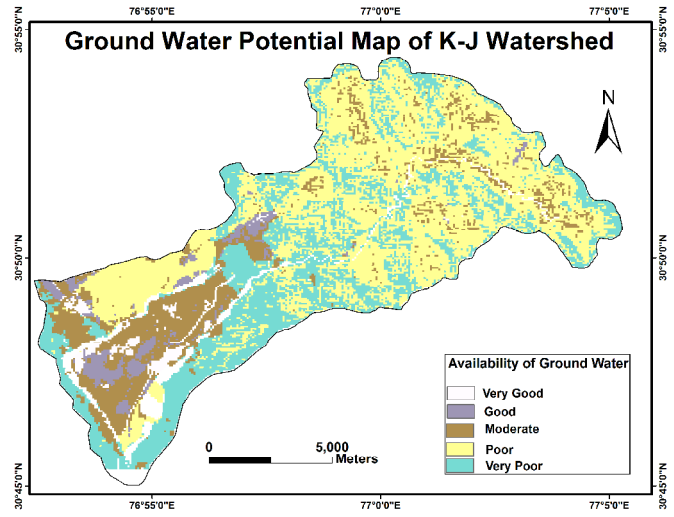 76°55'0"E 77°0'0"E 77°5'0"E
Ground Water Potential Map of K-J Watershed
30°55'0"N 30°55'0"N
N
30°50'0"N 30°50'0"N
Availability of Ground Water
Very Good
Good
Moderate
Poor
Very Poor
0 5,000
Meters
30°45'0"N 30°45'0"N
76°55'0"E 77°0'0"E 77°5'0"E